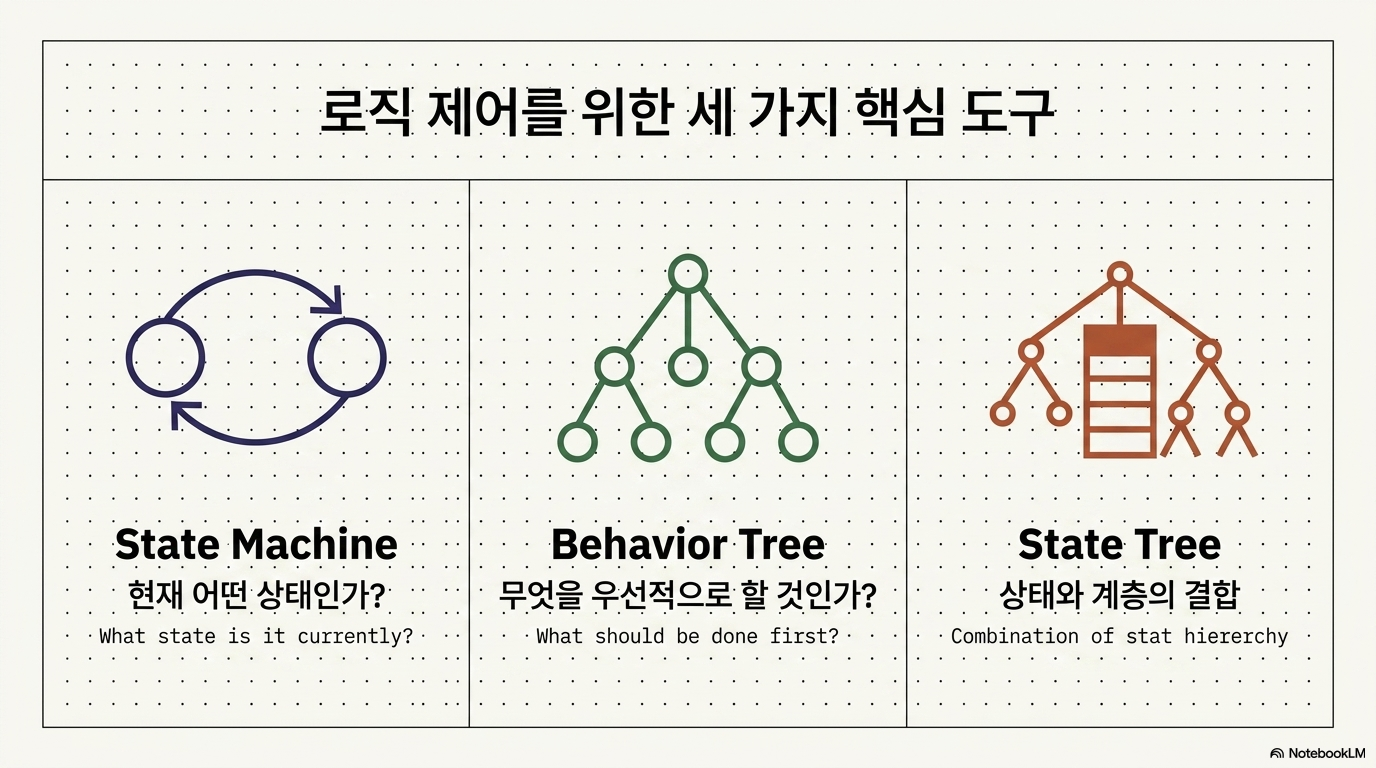 로직 제어를 위한 세 가지 핵심 도구
State Machine
현재 어떤 상태인가?
What state is it currently?
Behavior Tree
무엇을 우선적으로 할 것인가?
What should be done first?
State Tree
상태와 계층의 결합
Combination of stat hiererchy
NotebookLM